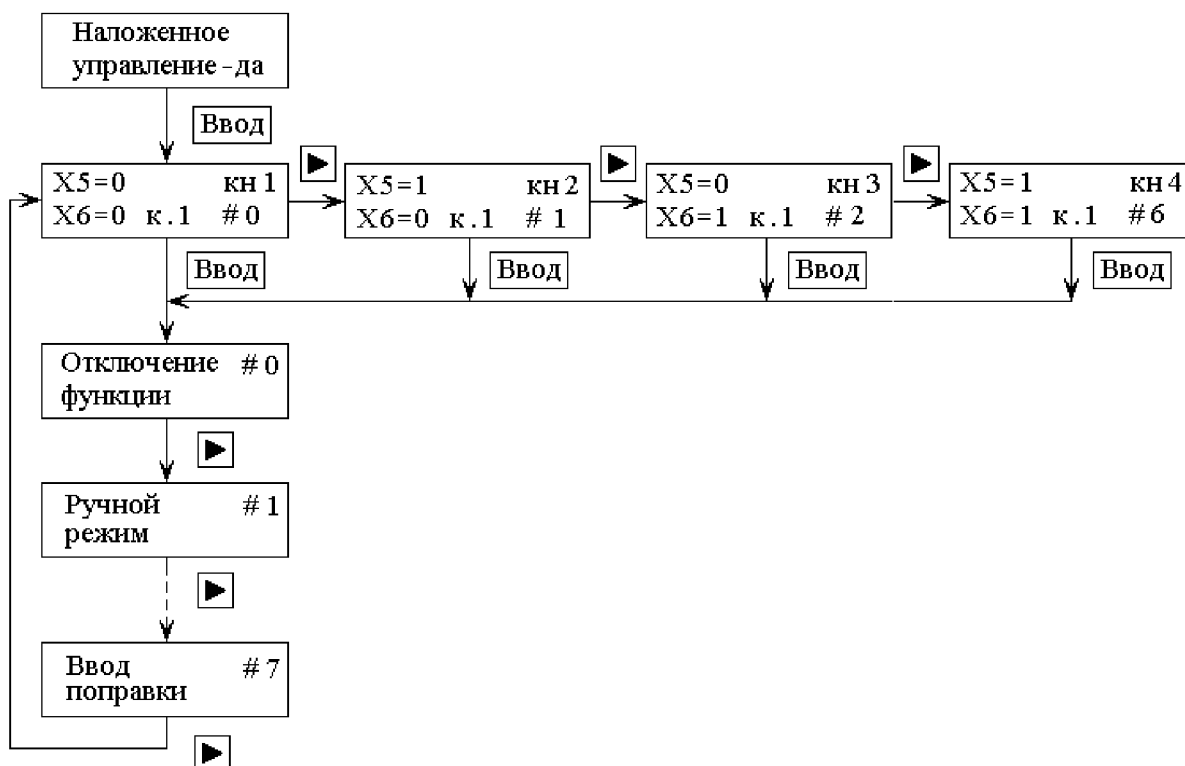 Наложенное
управление - да
Ввод
X5=0 кн 1
X6=0 к.1 # 0
X5=1 кн 2
X6=0 к.1 # 1
X5=0 кн 3
X6=1 к.1 # 2
X5=1 кн 4
X6=1 к.1 # 6
Ввод
Ввод
Ввод
Ввод
Отключение # 0
функции
Ручной # 1
режим
Ввод # 7
поправки